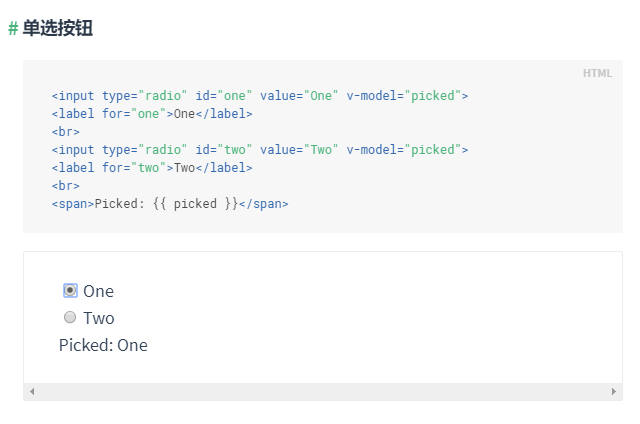 # 单选按钮
HTML
<input type="radio" id="one" value="One" v-model="picked">
<label for="one">One</label>
<br>
<input type="radio" id="two" value="Two" v-model="picked">
<label for="two">Two</label>
<br>
<span>Picked: {{ picked }}</span>
One
Two
Picked: One